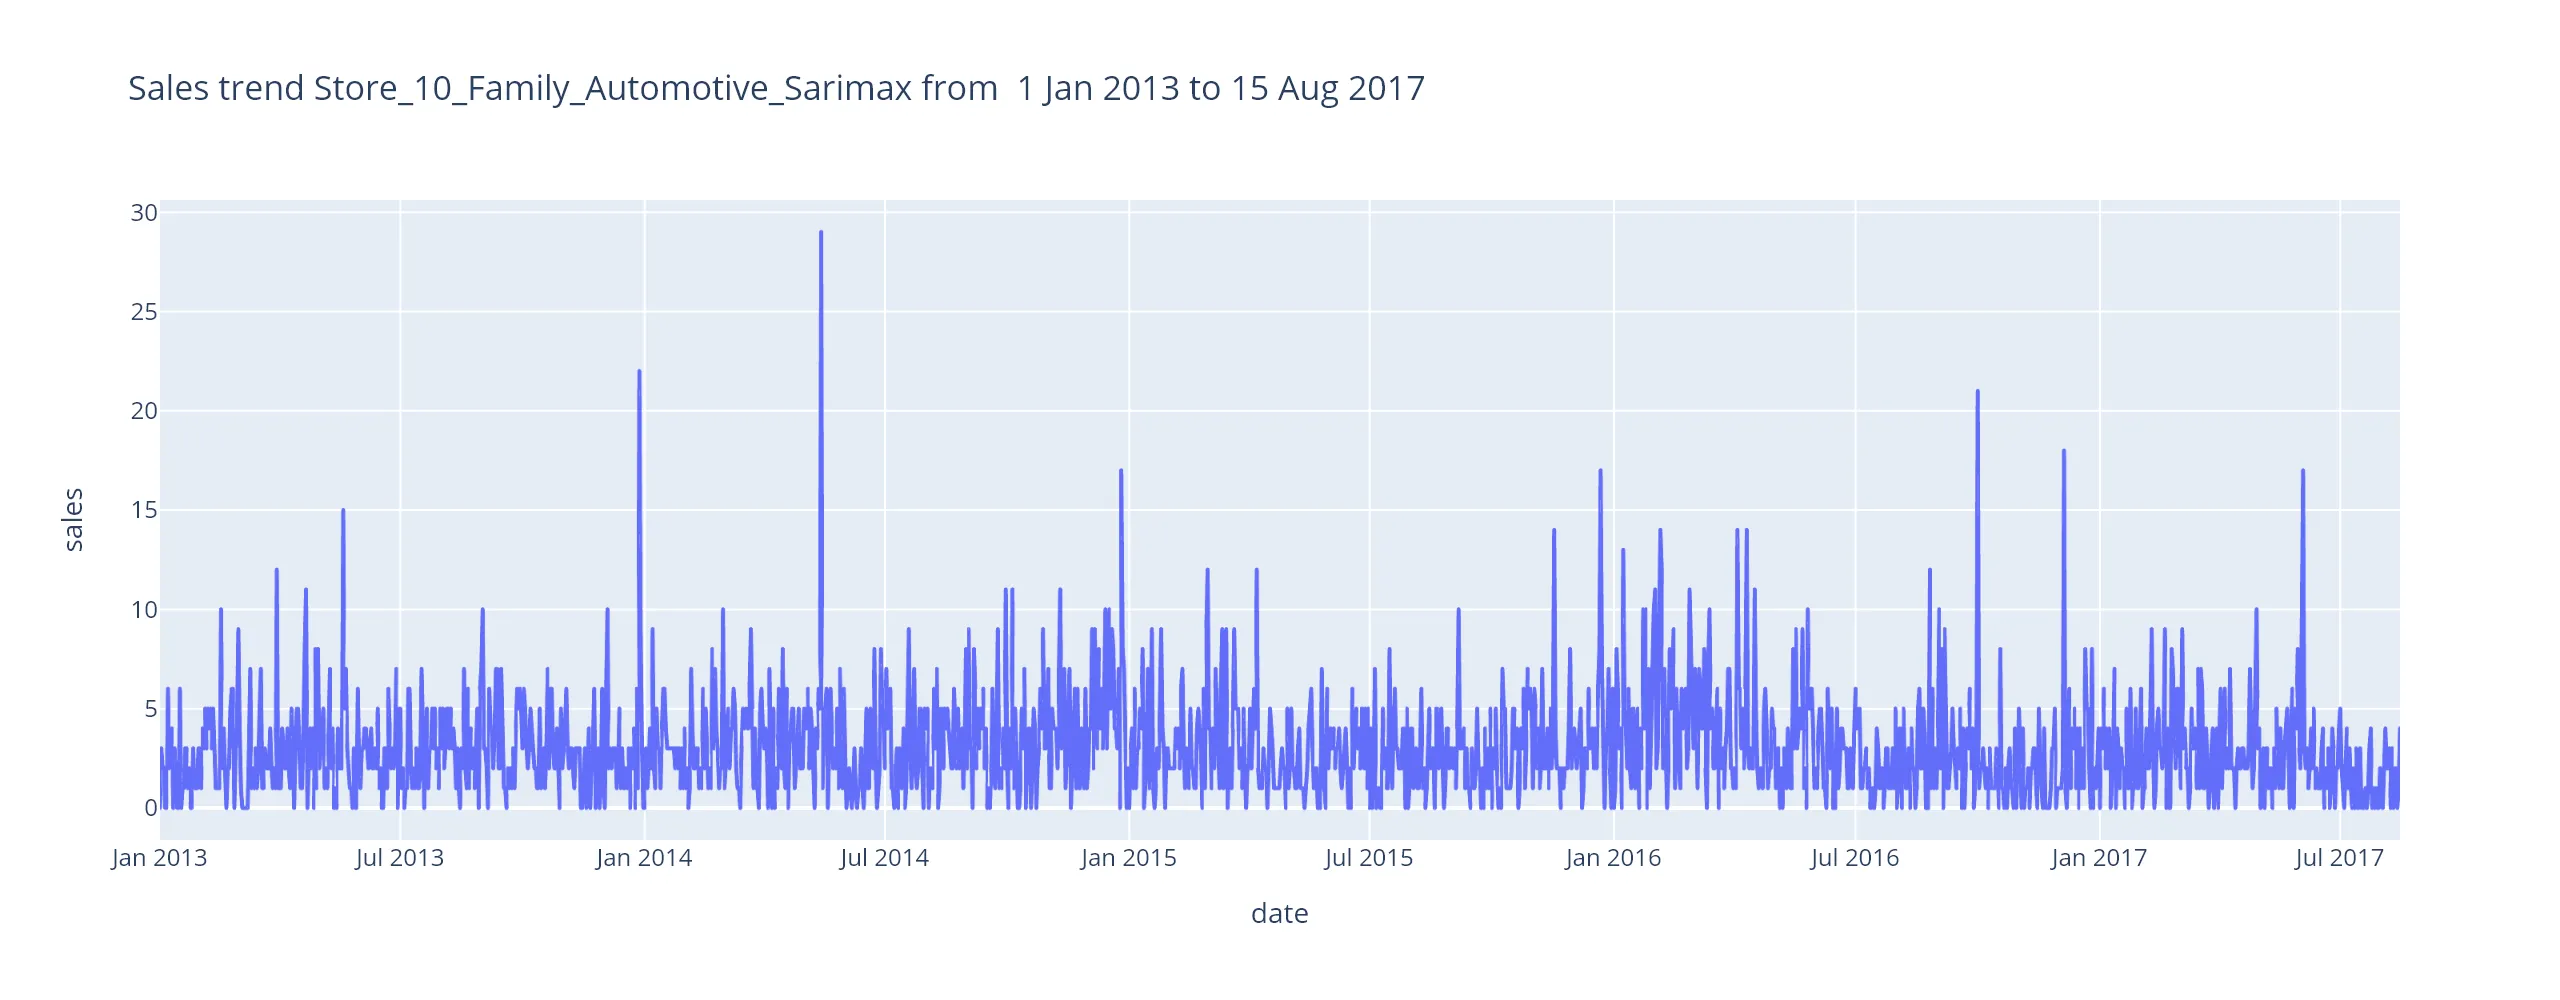 Sales trend Store_10_Family_Automotive_Sarimax from  1 Jan 2013 to 15 Aug 2017
30
25
20
15
10
5
0
sales
Jan 2013 Jul 2013 Jan 2014 Jul 2014 Jan 2015 Jul 2015 Jan 2016 Jul 2016 Jan 2017 Jul 2017
date